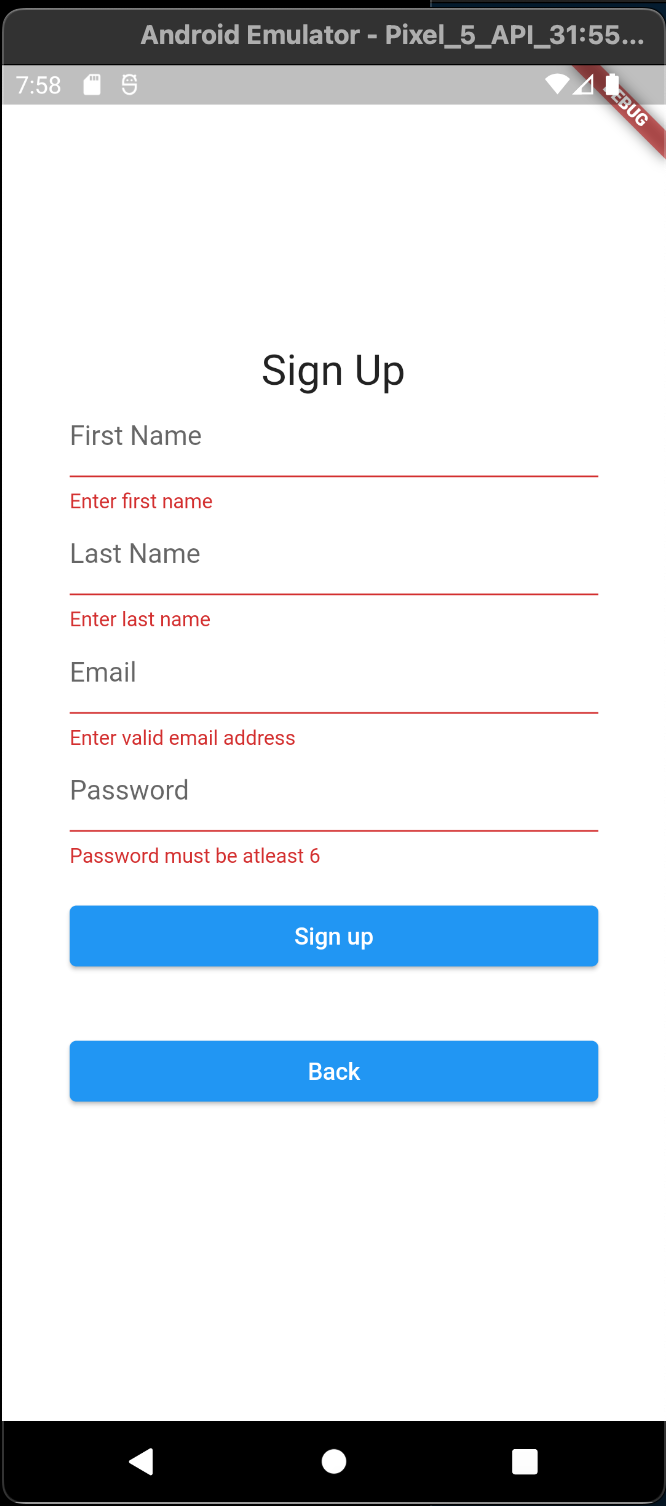 Android Emulator - Pixel_5_API_31:55...
7:58
DEBUG
Sign Up
First Name
Enter first name
Last Name
Enter last name
Email
Enter valid email address
Password
Password must be atleast 6
Sign up
Back